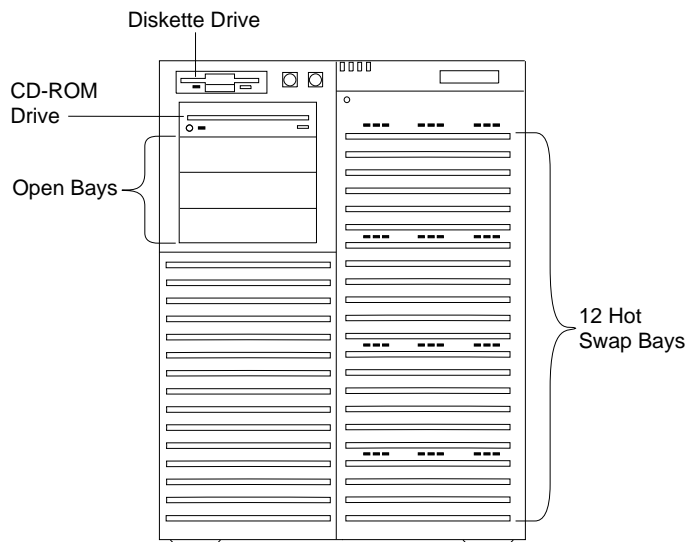 Diskette Drive
CD-ROM
Drive
Open Bays
12 Hot
Swap Bays